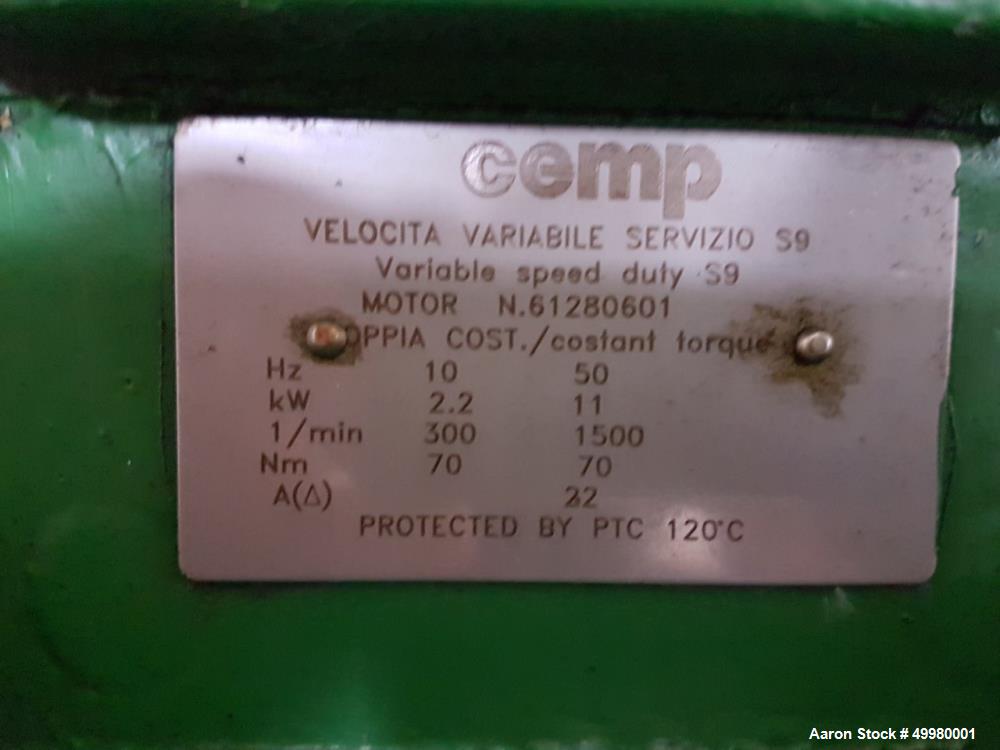 cemp
VELOCITA VARIABILE SERVIZIO S9
Variable speed duty S9
MOTOR N.61280601
OPPIA COST./costant torque
Hz 10 50
kW 2.2 11
1/min 300 1500
Nm 70 70
A(Δ) 22
PROTECTED BY PTC 120°C
Aaron Stock # 49980001